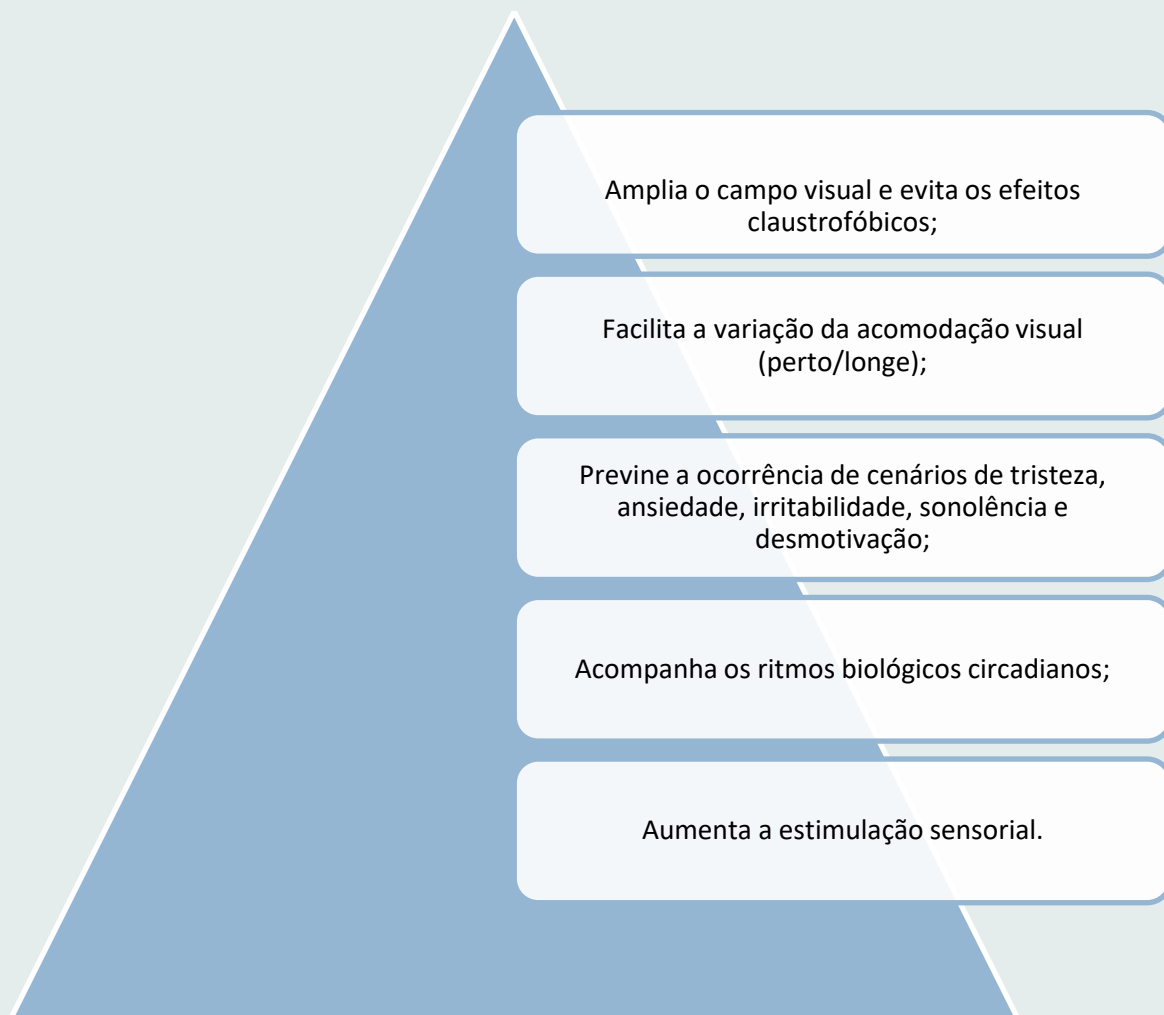 Amplia o campo visual e evita os efeitos
claustrofóbicos;
Facilita a variação da acomodação visual
(perto/longe);
Previne a ocorrência de cenários de tristeza,
ansiedade, irritabilidade, sonolência e
desmotivação;
Acompanha os ritmos biológicos circadianos;
Aumenta a estimulação sensorial.